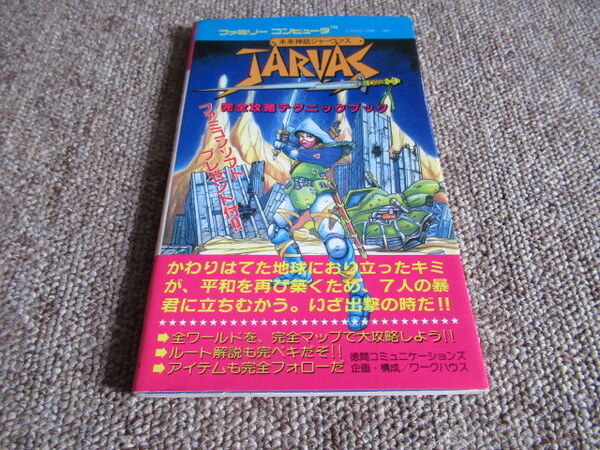 ファミリー コンピュータ™
未来神話ジャーヴァス
JARVAS
完全攻略テクニックブック
ファミコンソフト
プレゼント付!!
かわりはてた地球におり立ったキミ
が、平和を再び築くため、7人の暴
君に立ちむかう。いざ出撃の時だ!!
★★★★★★★★★★★★★★★★★★★★★★★★
➡全ワールドを、完全マップで大攻略しよう!!
➡ルート解説も完ペキだぞ!!
➡アイテムも完全フォローだ
徳間コミュニケーションズ
企画・構成/ワークハウス